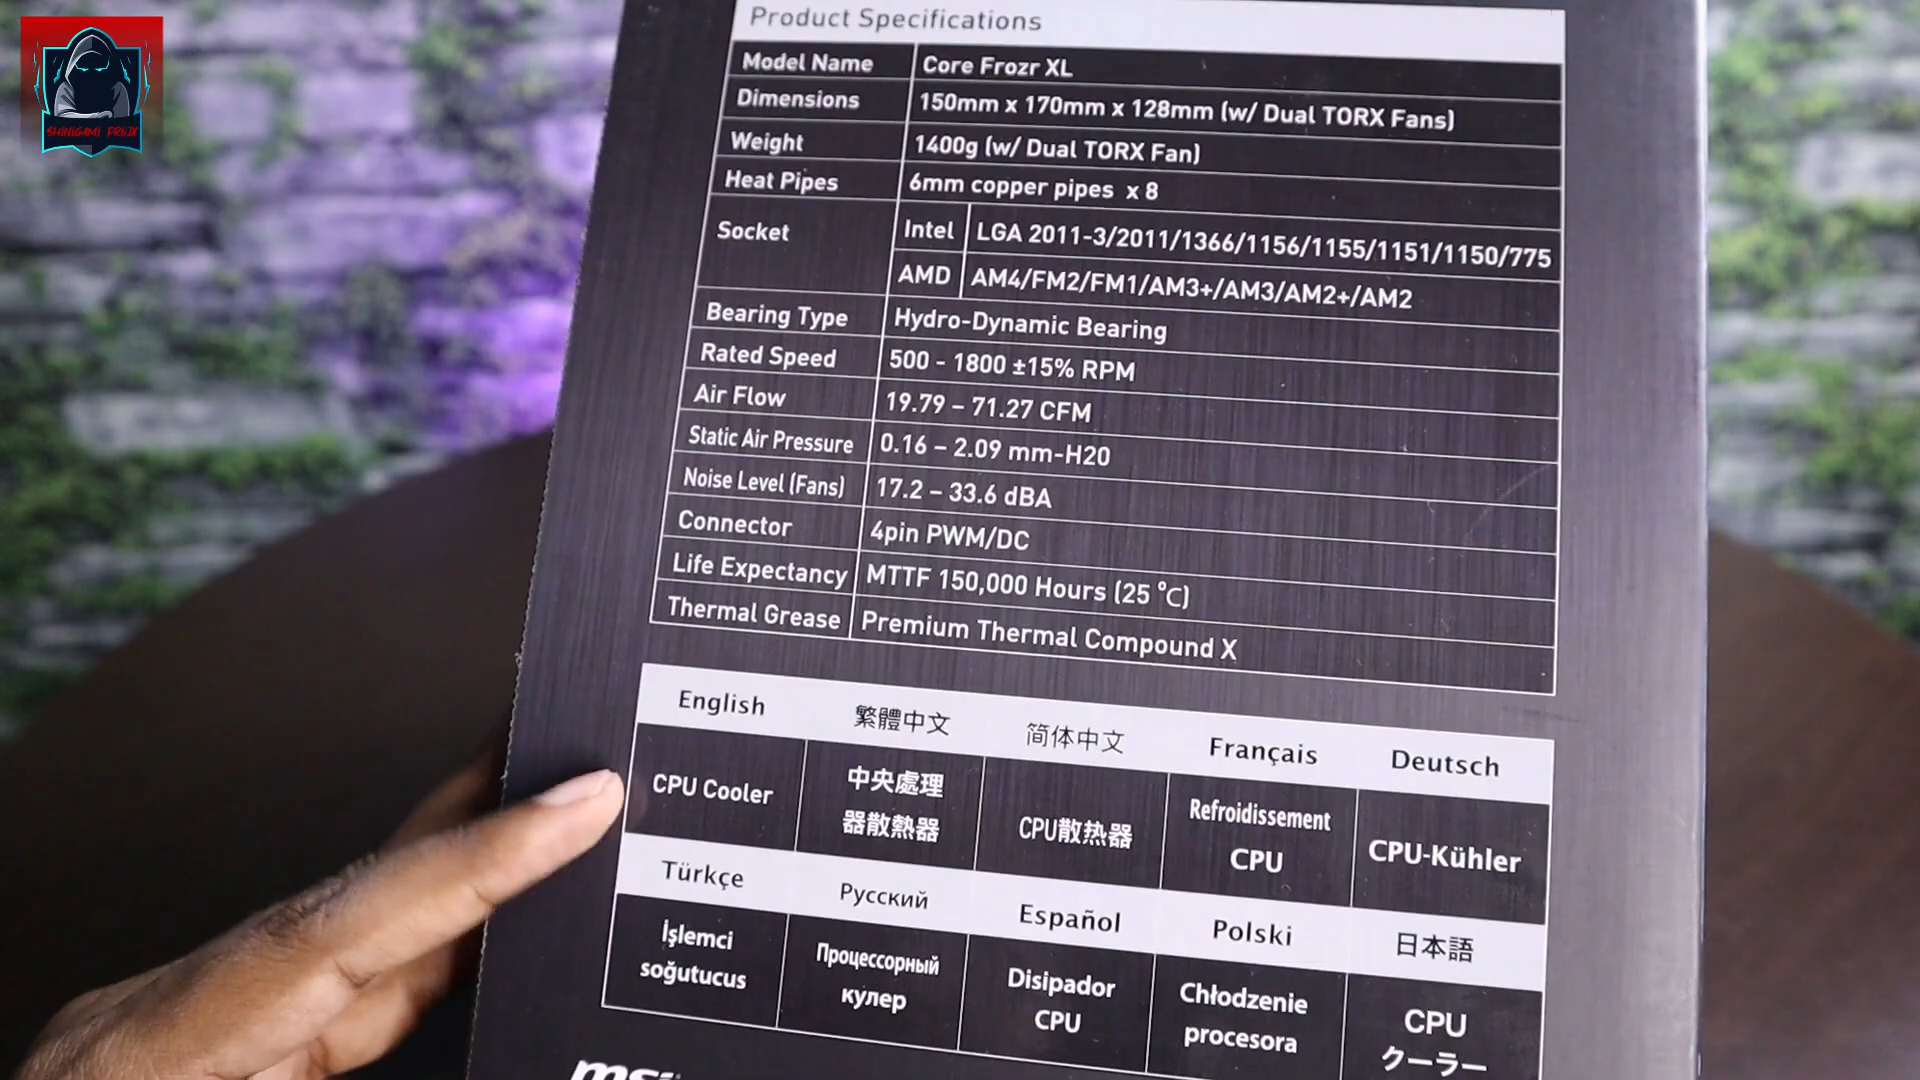 SHINIGAMI PRIJX
Product Specifications
Model Name Core Frozr XL
Dimensions 150mm x 170mm x 128mm (w/ Dual TORX Fans)
Weight 1400g (w/ Dual TORX Fan)
Heat Pipes 6mm copper pipes x 8
Socket Intel LGA 2011-3/2011/1366/1156/1155/1151/1150/775
AMD AM4/FM2/FM1/AM3+/AM3/AM2+/AM2
Bearing Type Hydro-Dynamic Bearing
Rated Speed 500 - 1800 ±15% RPM
Air Flow 19.79 – 71.27 CFM
Static Air Pressure 0.16 – 2.09 mm-H20
Noise Level (Fans) 17.2 – 33.6 dBA
Connector 4pin PWM/DC
Life Expectancy MTTF 150,000 Hours (25 ℃)
Thermal Grease Premium Thermal Compound X
English 繁體中文 简体中文 Français Deutsch
CPU Cooler
中央處理
器散熱器
CPU散热器
Refroidissement
CPU
CPU-Kühler
Türkçe Русский Español Polski 日本語
İşlemci
soğutucus
Процессорный
кулер
Disipador
CPU
Chłodzenie
procesora
CPU
クーラー
msi